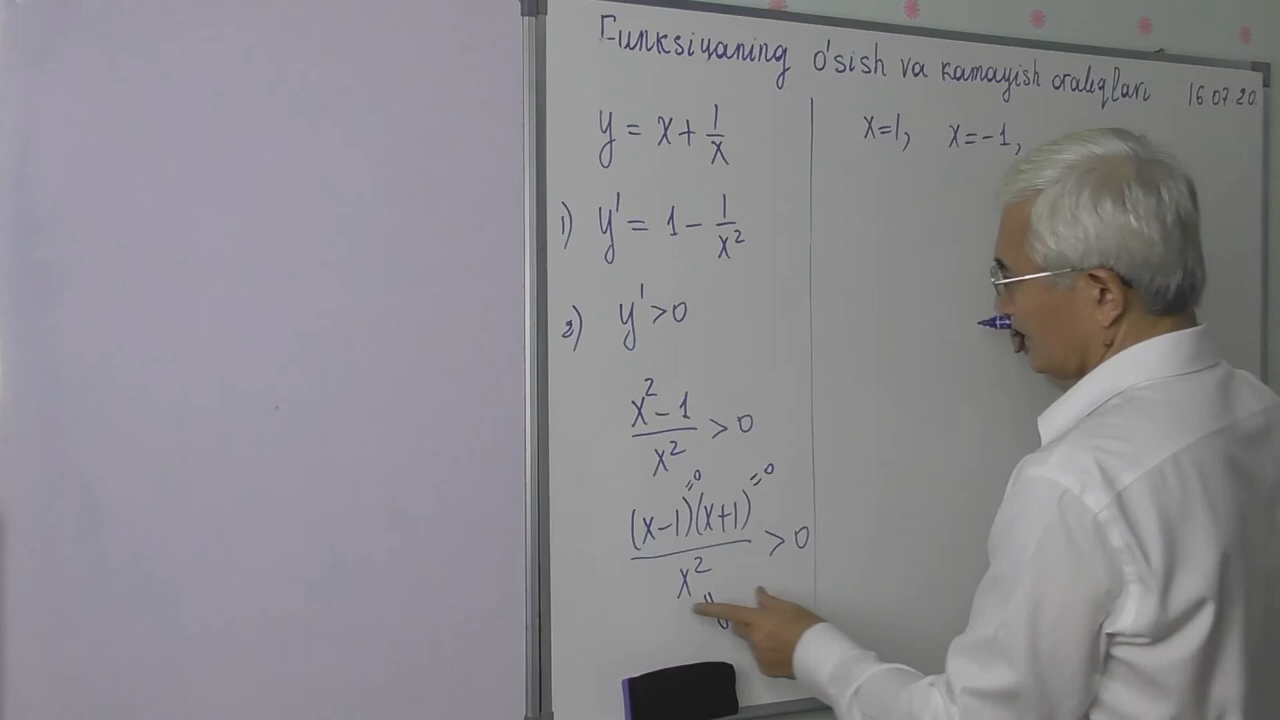 Funksiyaning o'sish va kamayish oraliqlari 16.07.20.
y = x + 1/x
1) y' = 1 - 1/x²
2) y' > 0
x² - 1 / x² > 0
(x-1)=0 (x+1)=0 / x² > 0
x=1, x=-1,